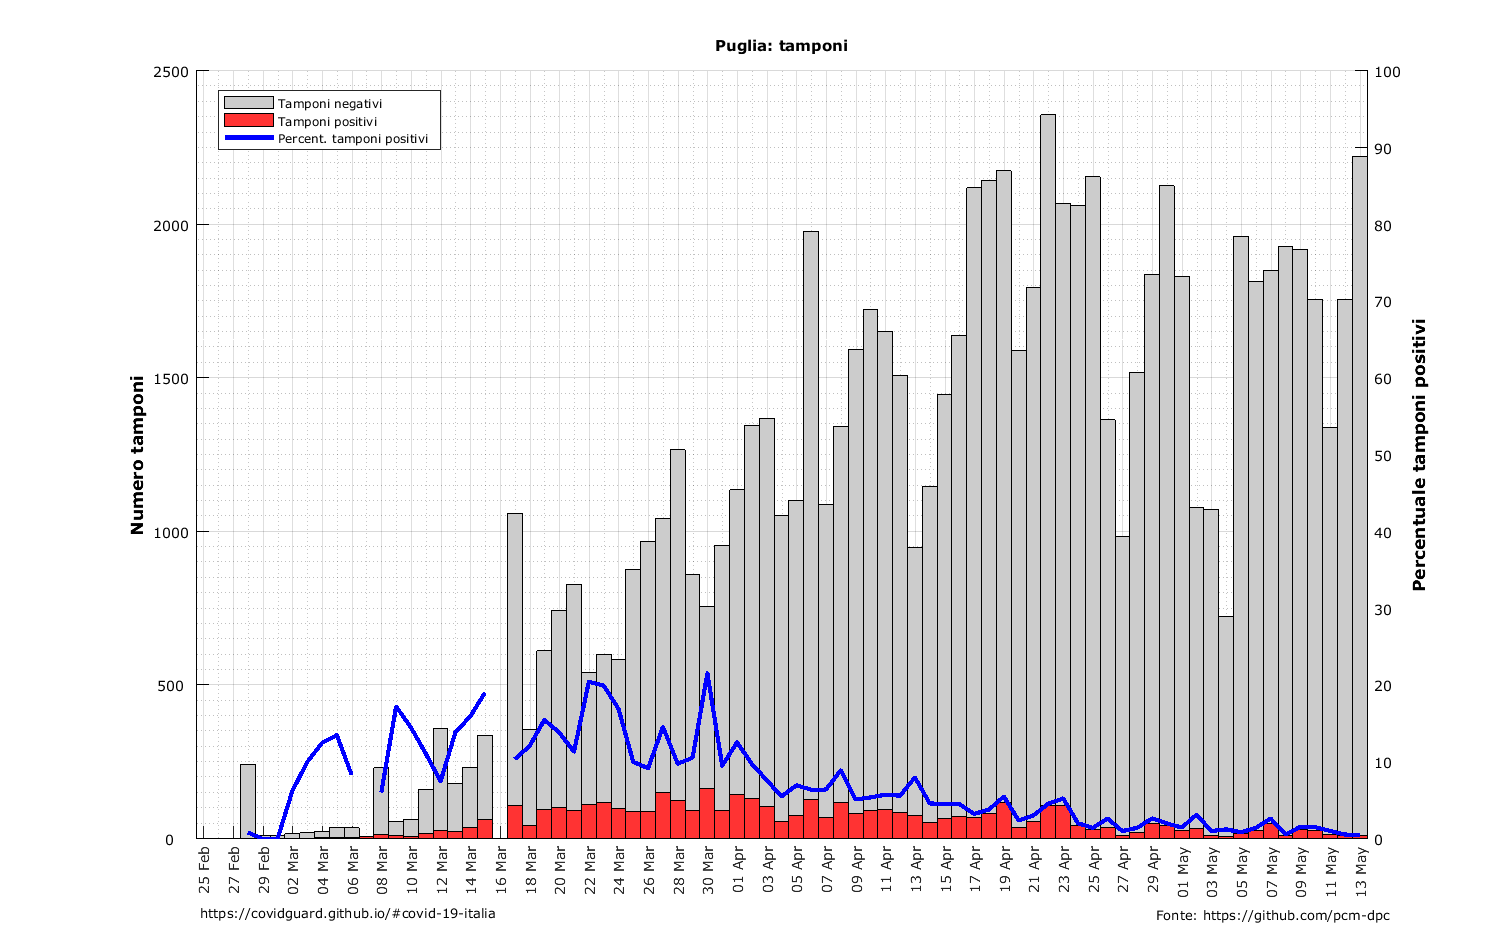 Puglia: tamponi
Tamponi negativi
Tamponi positivi
Percent. tamponi positivi
Numero tamponi
2500
2000
1500
1000
500
0
Percentuale tamponi positivi
100
90
80
70
60
50
40
30
20
10
0
25 Feb
27 Feb
29 Feb
02 Mar
04 Mar
06 Mar
08 Mar
10 Mar
12 Mar
14 Mar
16 Mar
18 Mar
20 Mar
22 Mar
24 Mar
26 Mar
28 Mar
30 Mar
01 Apr
03 Apr
05 Apr
07 Apr
09 Apr
11 Apr
13 Apr
15 Apr
17 Apr
19 Apr
21 Apr
23 Apr
25 Apr
27 Apr
29 Apr
01 May
03 May
05 May
07 May
09 May
11 May
13 May
https://covidguard.github.io/#covid-19-italia
Fonte: https://github.com/pcm-dpc